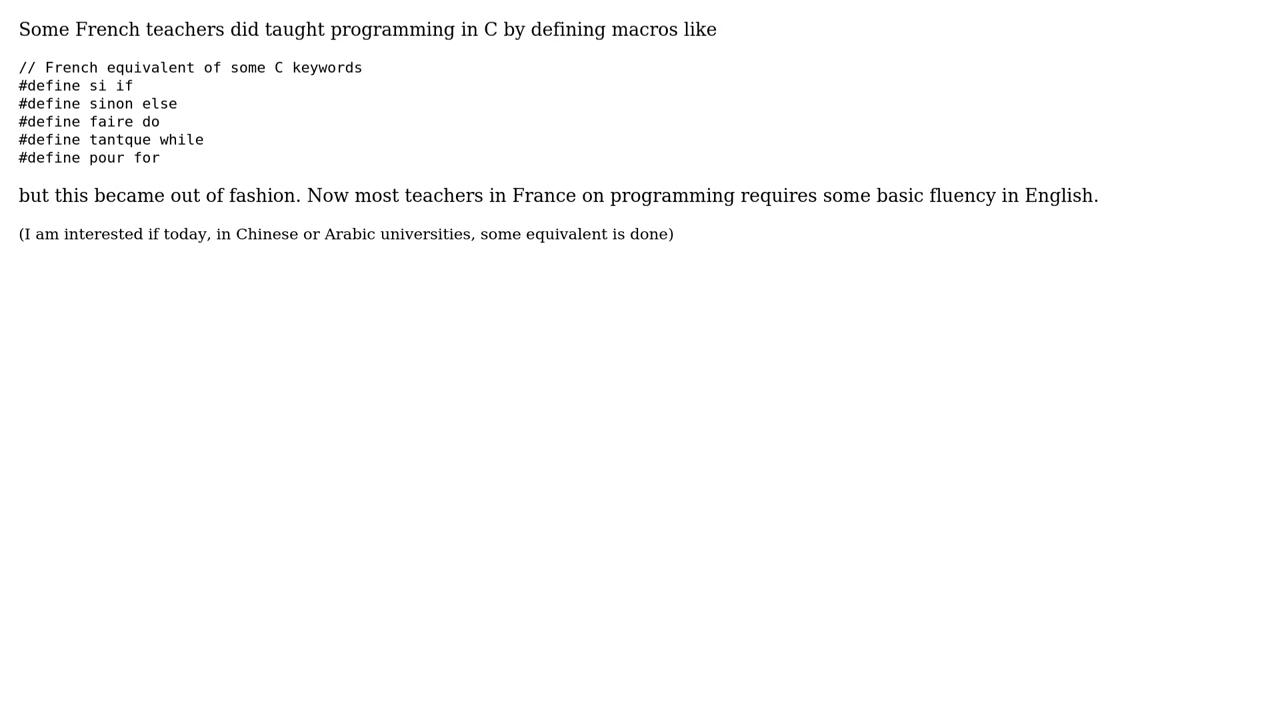 Some French teachers did taught programming in C by defining macros like
// French equivalent of some C keywords
#define si if
#define sinon else
#define faire do
#define tantque while
#define pour for
but this became out of fashion. Now most teachers in France on programming requires some basic fluency in English.
(I am interested if today, in Chinese or Arabic universities, some equivalent is done)